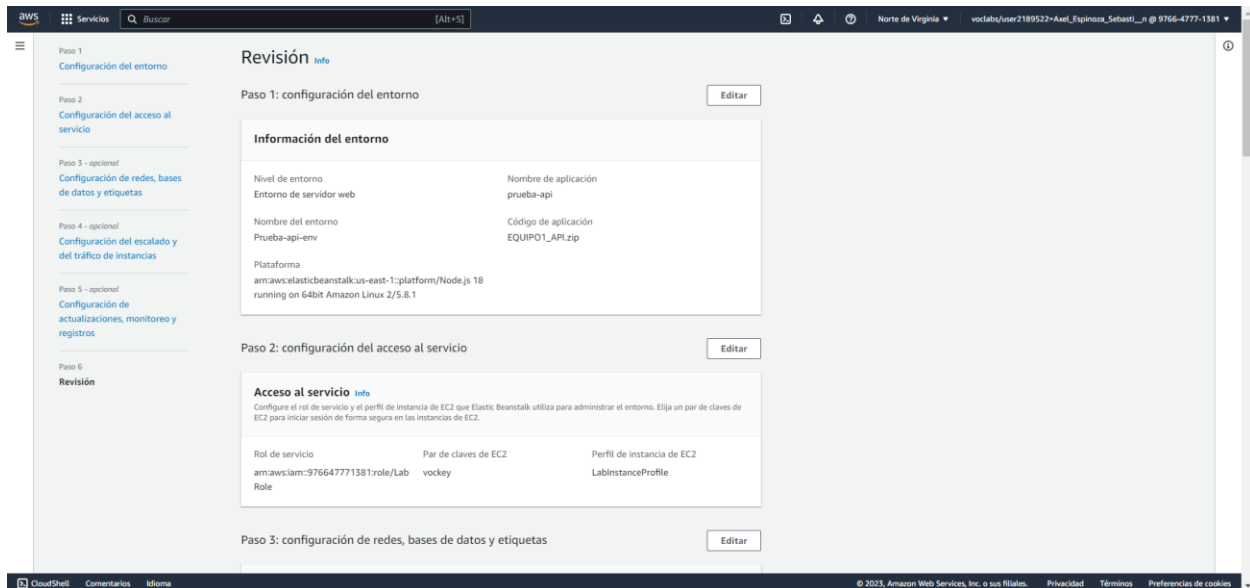 aws
Servicios
Buscar
[Alt+S]
Norte de Virginia
voclabs/user2189522=Axel_Espinoza_Sebasti__n @ 9766-4777-1381
Paso 1
Configuración del entorno
Paso 2
Configuración del acceso al
servicio
Paso 3 - opcional
Configuración de redes, bases
de datos y etiquetas
Paso 4 - opcional
Configuración del escalado y
del tráfico de instancias
Paso 5 - opcional
Configuración de
actualizaciones, monitoreo y
registros
Paso 6
Revisión
Revisión Info
Paso 1: configuración del entorno
Editar
Información del entorno
Nivel de entorno
Entorno de servidor web
Nombre de aplicación
prueba-api
Nombre del entorno
Prueba-api-env
Código de aplicación
EQUIPO1_API.zip
Plataforma
arn:aws:elasticbeanstalk:us-east-1::platform/Node.js 18
running on 64bit Amazon Linux 2/5.8.1
Paso 2: configuración del acceso al servicio
Editar
Acceso al servicio Info
Configure el rol de servicio y el perfil de instancia de EC2 que Elastic Beanstalk utiliza para administrar el entorno. Elija un par de claves de
EC2 para iniciar sesión de forma segura en las instancias de EC2.
Rol de servicio
arn:aws:iam::976647771381:role/Lab
Role
Par de claves de EC2
vockey
Perfil de instancia de EC2
LabInstanceProfile
Paso 3: configuración de redes, bases de datos y etiquetas
Editar
CloudShell
Comentarios
Idioma
© 2023, Amazon Web Services, Inc. o sus filiales.
Privacidad
Términos
Preferencias de cookies